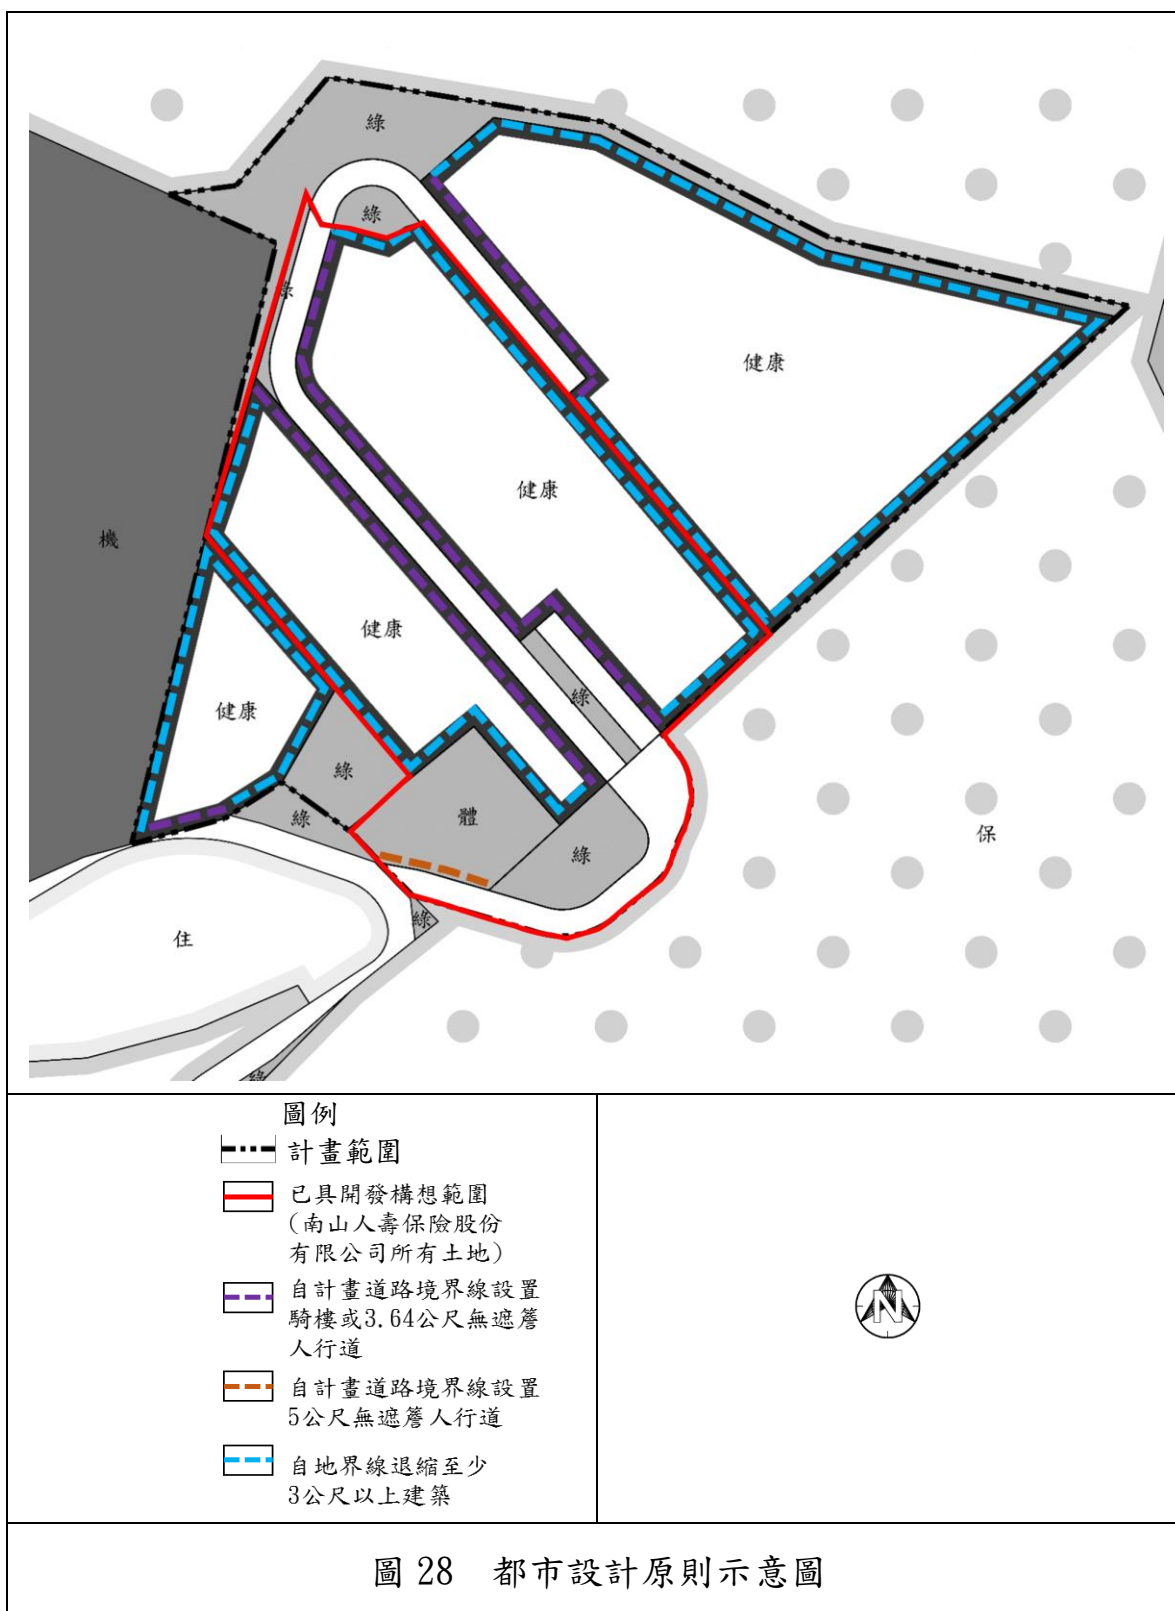 綠
綠
綠
健康
健康
機
健康
健康
綠
綠
綠
體
保
綠
綠
住
綠
圖例
計畫範圍
已具開發構想範圍
(南山人壽保險股份
有限公司所有土地)
自計畫道路境界線設置
騎樓或3.64公尺無遮簷
人行道
自計畫道路境界線設置
5公尺無遮簷人行道
自地界線退縮至少
3公尺以上建築
N
圖 28 都市設計原則示意圖